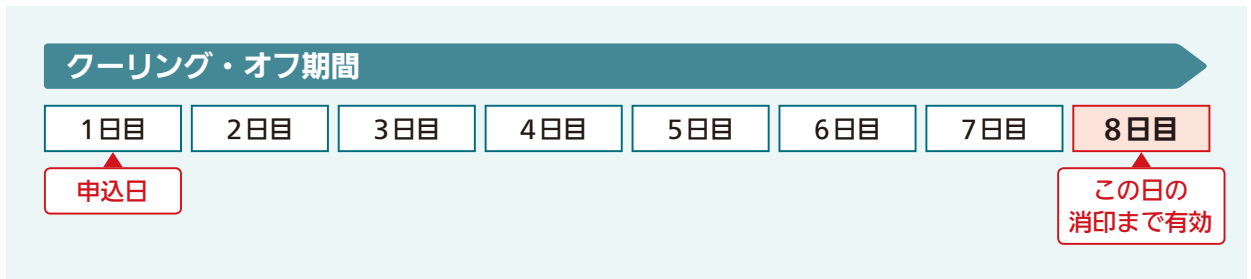 クーリング・オフ期間
1日目
2日目
3日目
4日目
5日目
6日目
7日目
8日目
申込日
この日の
消印まで有効